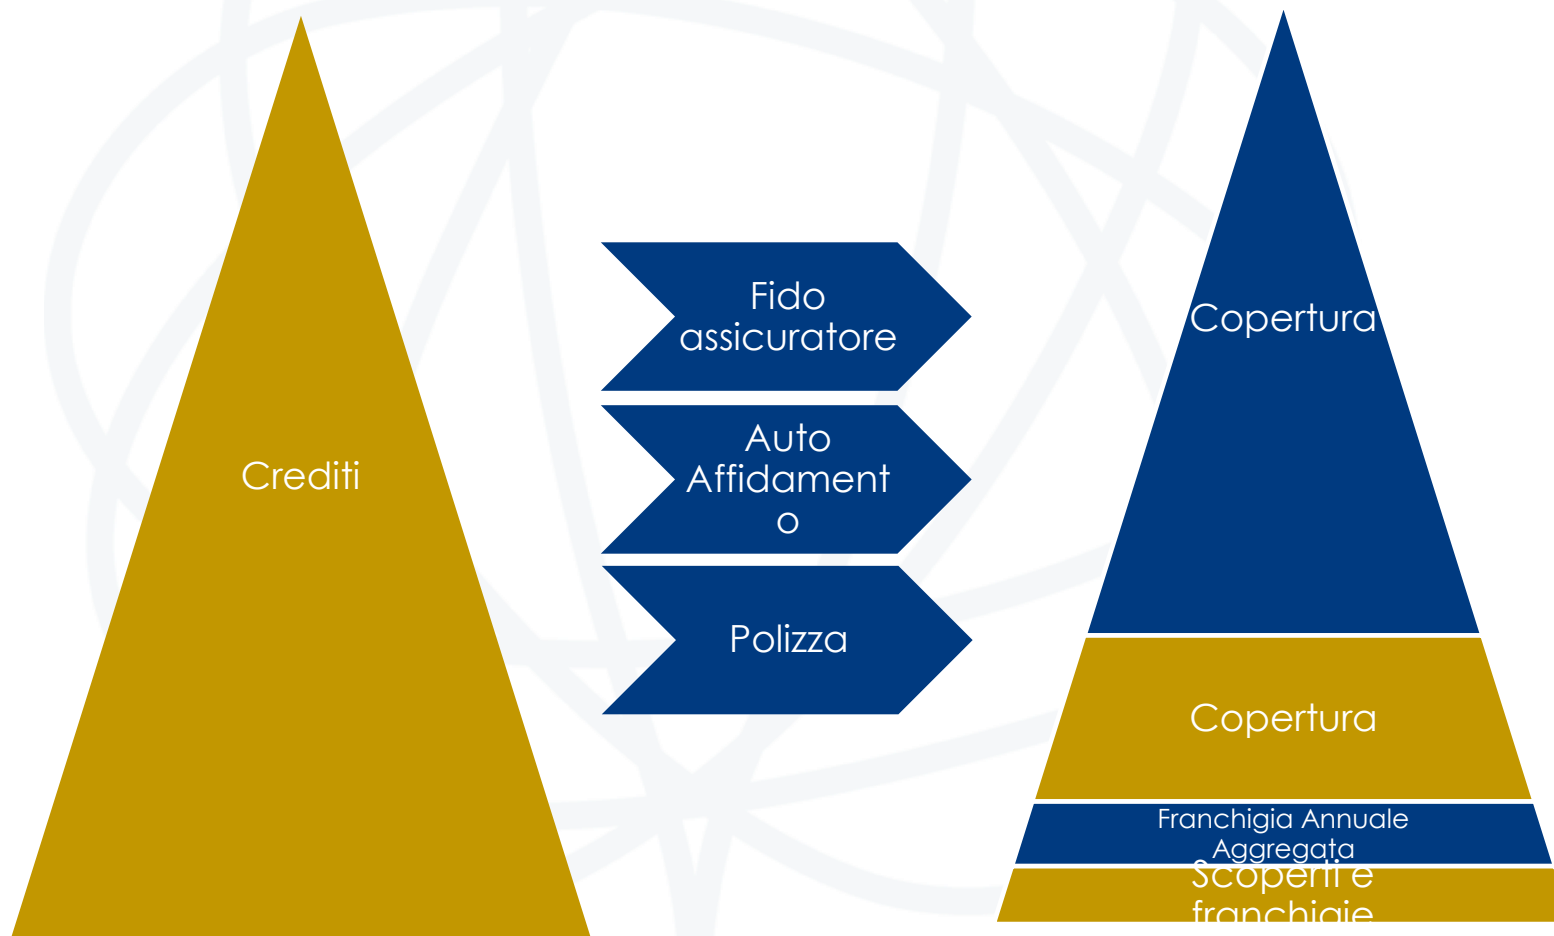 Crediti
Fido
assicuratore
Auto
Affidament
o
Polizza
Copertura
Copertura
Franchigia Annuale
Aggregata
Scoperti e
franchigie